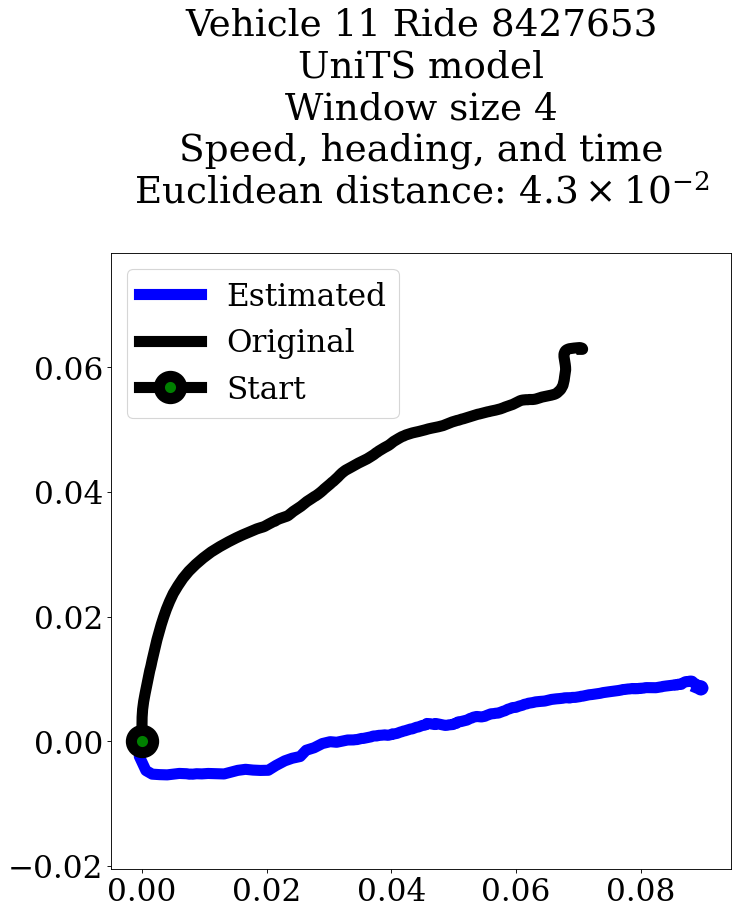 Vehicle 11 Ride 8427653
UniTS model
Window size 4
Speed, heading, and time
Euclidean distance: 4.3 × 10⁻²
Estimated
Original
Start
0.06
0.04
0.02
0.00
−0.02
0.00 0.02 0.04 0.06 0.08